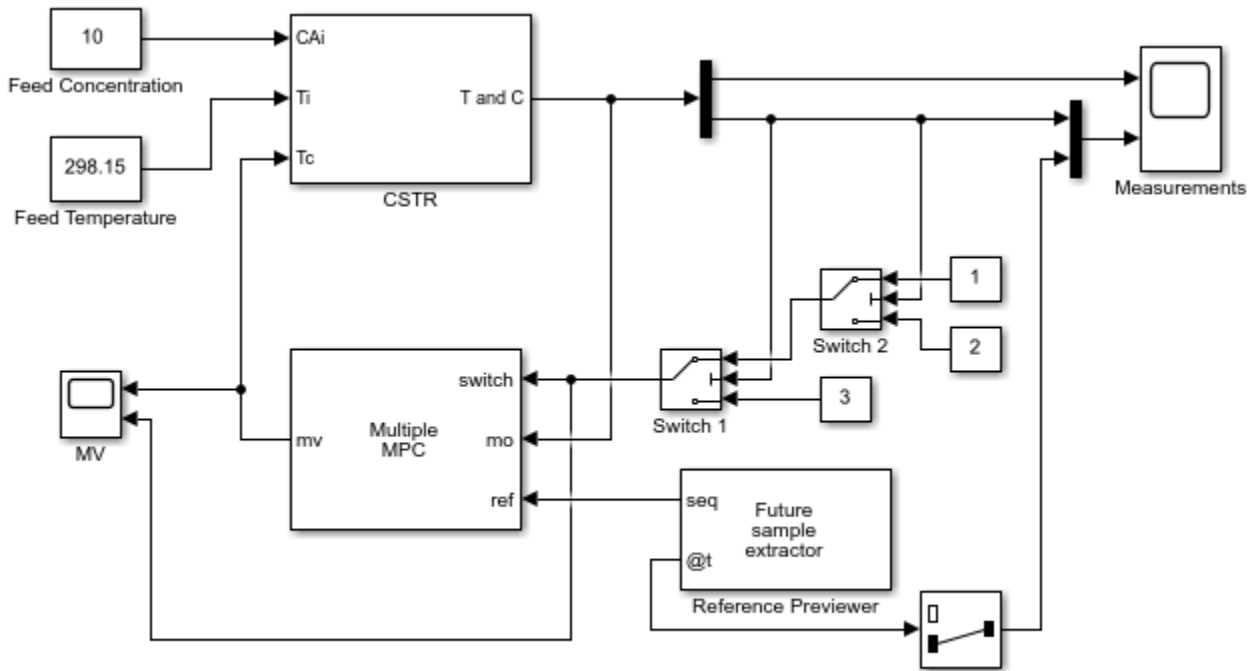 10
Feed Concentration
298.15
Feed Temperature
CAi
Ti
Tc
T and C
CSTR
Measurements
1
2
Switch 2
3
Switch 1
MV
mv
Multiple
MPC
switch
mo
ref
seq
@t
Future
sample
extractor
Reference Previewer